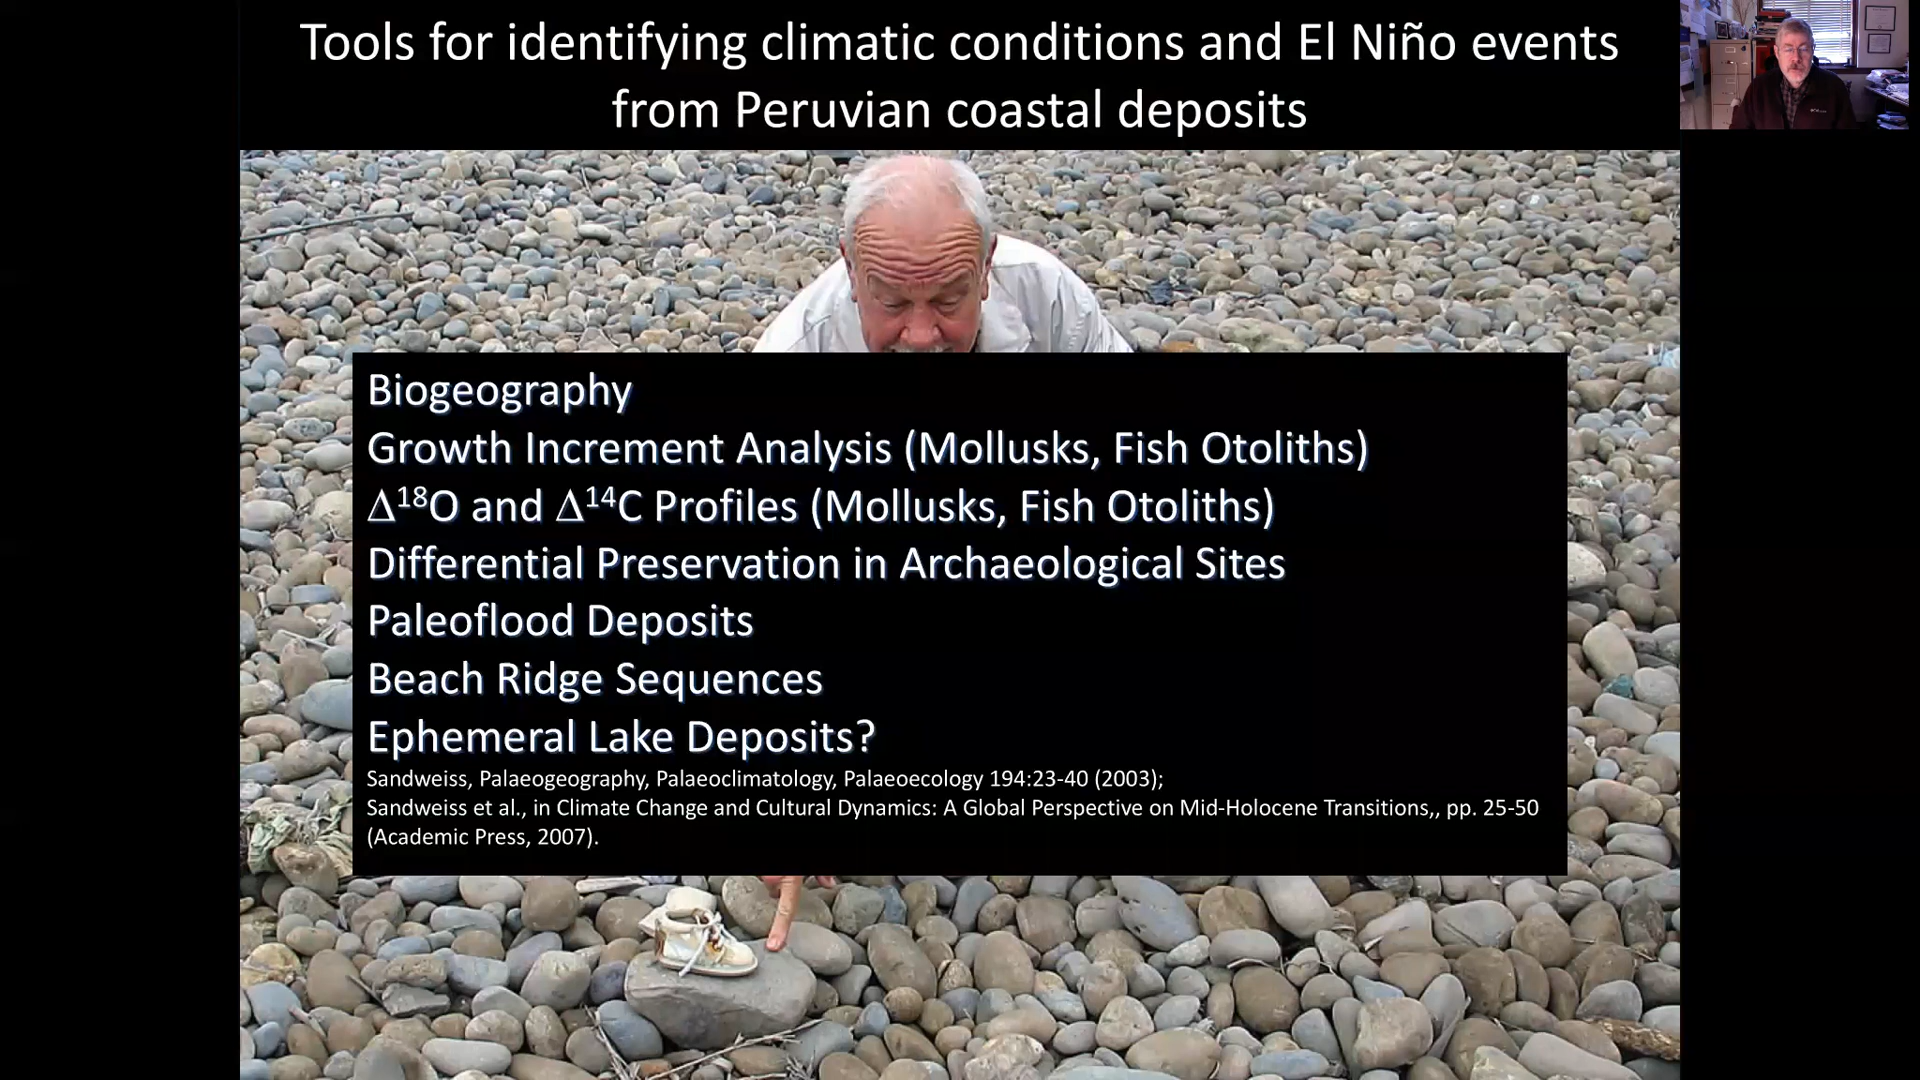 Tools for identifying climatic conditions and El Niño events
from Peruvian coastal deposits
Biogeography
Growth Increment Analysis (Mollusks, Fish Otoliths)
Δ¹⁸O and Δ¹⁴C Profiles (Mollusks, Fish Otoliths)
Differential Preservation in Archaeological Sites
Paleoflood Deposits
Beach Ridge Sequences
Ephemeral Lake Deposits?
Sandweiss, Palaeogeography, Palaeoclimatology, Palaeoecology 194:23-40 (2003);
Sandweiss et al., in Climate Change and Cultural Dynamics: A Global Perspective on Mid-Holocene Transitions,, pp. 25-50
(Academic Press, 2007).